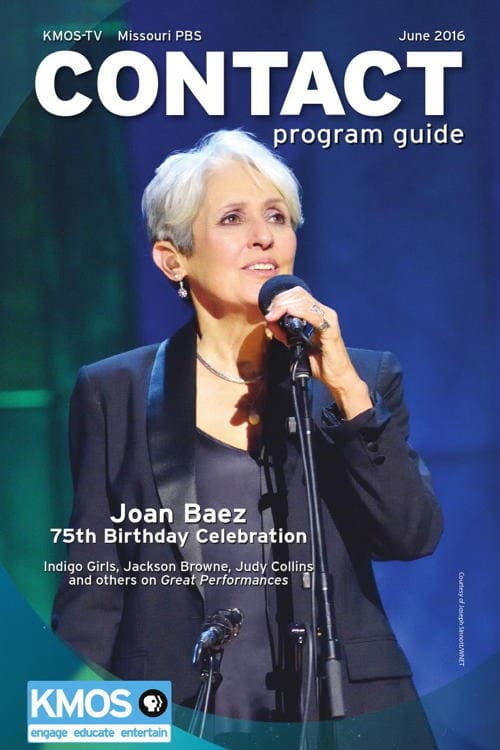 KMOS-TV Missouri PBS June 2016
CONTACT
program guide
Joan Baez
75th Birthday Celebration
Indigo Girls, Jackson Browne, Judy Collins
and others on Great Performances
Courtesy of Joseph Sinnott/WNET
KMOS
engage educate entertain